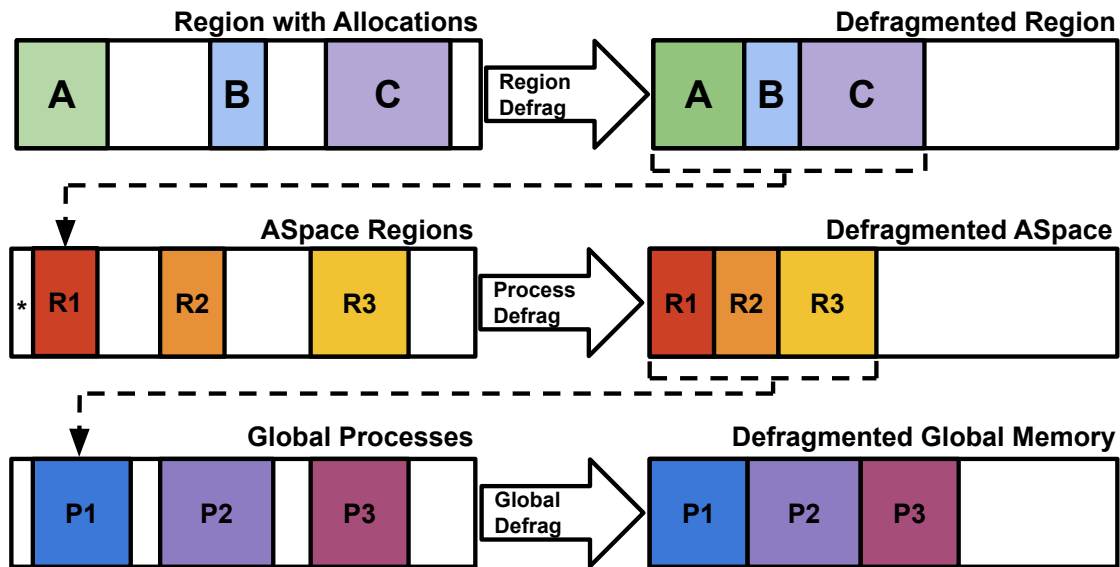 Region with Allocations
Defragmented Region
A
B
C
Region
Defrag
A
B
C
ASpace Regions
Defragmented ASpace
*
R1
R2
R3
Process
Defrag
R1
R2
R3
Global Processes
Defragmented Global Memory
P1
P2
P3
Global
Defrag
P1
P2
P3